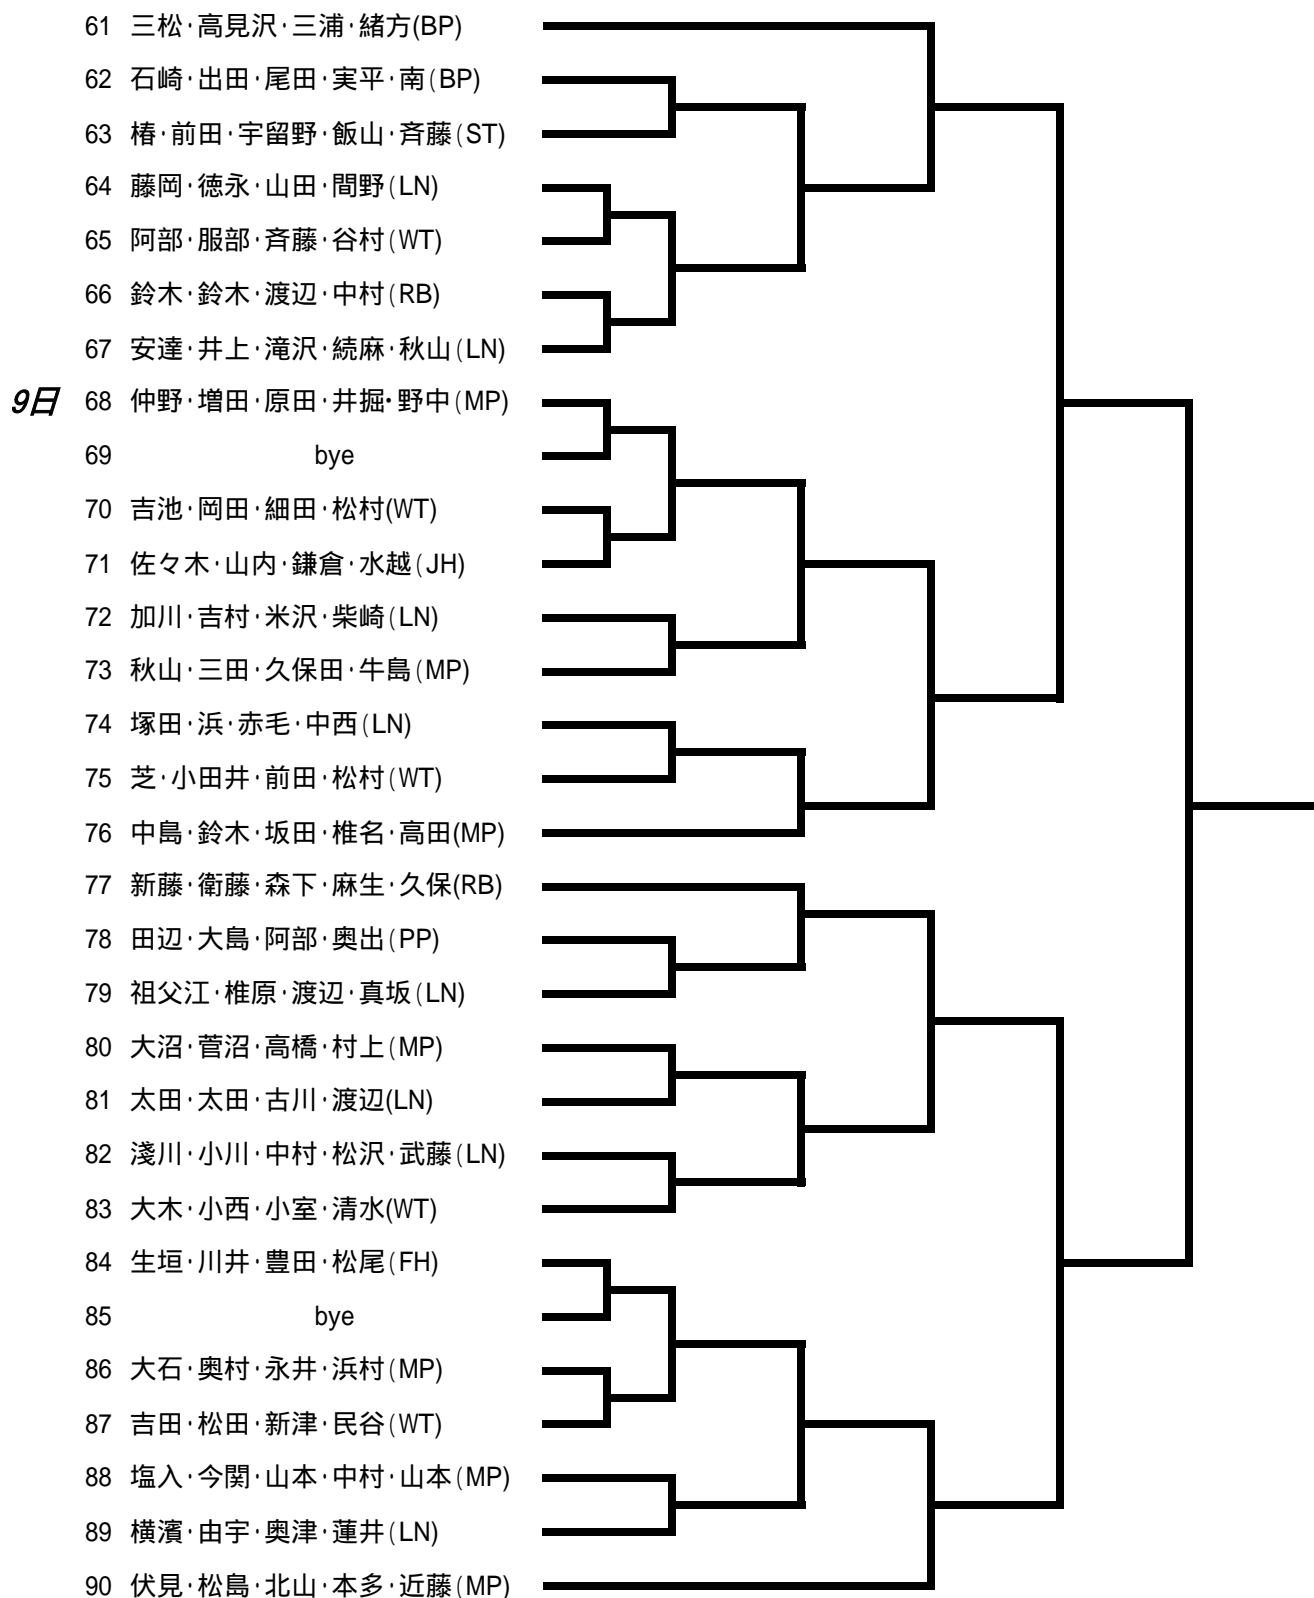 61 三松･高見沢･三浦･緒方(BP)
62 石崎･出田･尾田･実平･南(BP)
63 椿･前田･宇留野･飯山･斉藤(ST)
64 藤岡･徳永･山田･間野(LN)
65 阿部･服部･斉藤･谷村(WT)
66 鈴木･鈴木･渡辺･中村(RB)
67 安達･井上･滝沢･続麻･秋山(LN)
9日 68 仲野･増田･原田･井掘･野中(MP)
69 bye
70 吉池･岡田･細田･松村(WT)
71 佐々木･山内･鎌倉･水越(JH)
72 加川･吉村･米沢･柴崎(LN)
73 秋山･三田･久保田･牛島(MP)
74 塚田･浜･赤毛･中西(LN)
75 芝･小田井･前田･松村(WT)
76 中島･鈴木･坂田･椎名･高田(MP)
77 新藤･衛藤･森下･麻生･久保(RB)
78 田辺･大島･阿部･奥出(PP)
79 祖父江･椎原･渡辺･真坂(LN)
80 大沼･菅沼･高橋･村上(MP)
81 太田･太田･古川･渡辺(LN)
82 淺川･小川･中村･松沢･武藤(LN)
83 大木･小西･小室･清水(WT)
84 生垣･川井･豊田･松尾(FH)
85 bye
86 大石･奥村･永井･浜村(MP)
87 吉田･松田･新津･民谷(WT)
88 塩入･今関･山本･中村･山本(MP)
89 横濱･由宇･奥津･蓮井(LN)
90 伏見･松島･北山･本多･近藤(MP)